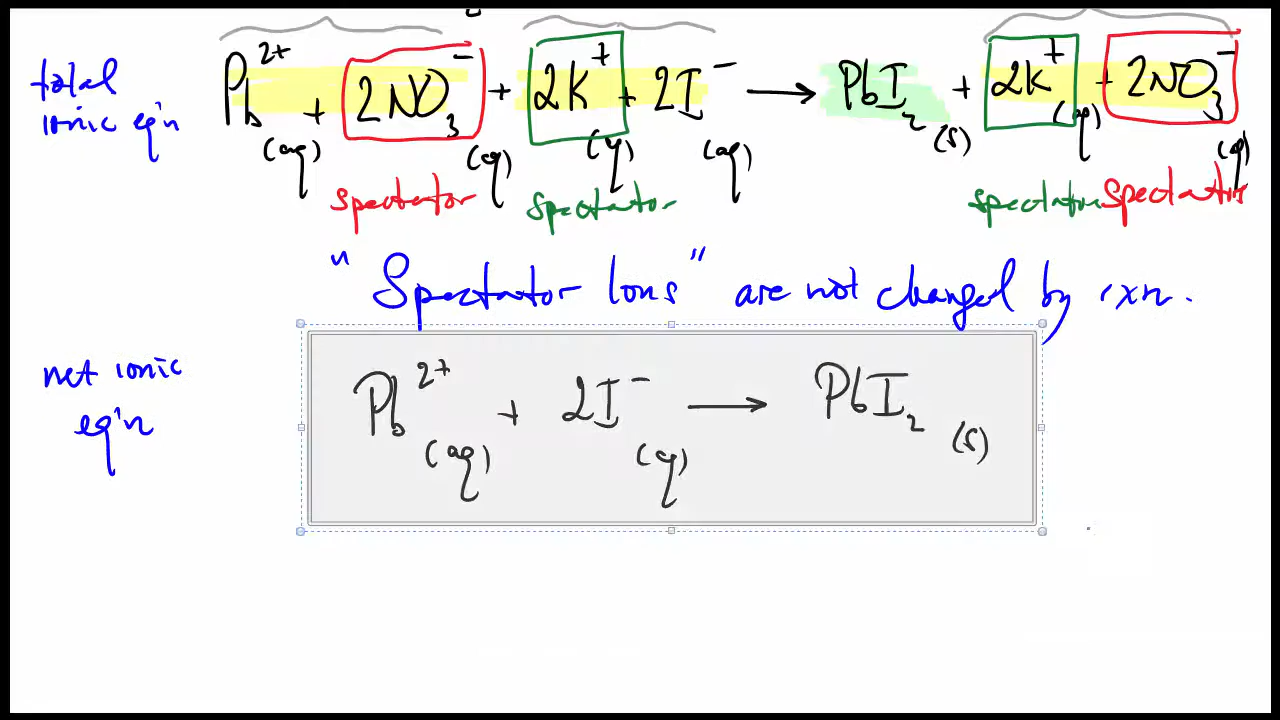 total ionic eq'n
Pb²⁺(aq) + 2NO₃⁻(aq) + 2K⁺(aq) + 2I⁻(aq) → PbI₂(s) + 2K⁺(aq) + 2NO₃⁻(aq)
spectator spectator spectator spectator
"Spectator Ions" are not changed by rxn.
net ionic eq'n
Pb²⁺(aq) + 2I⁻(aq) → PbI₂(s)